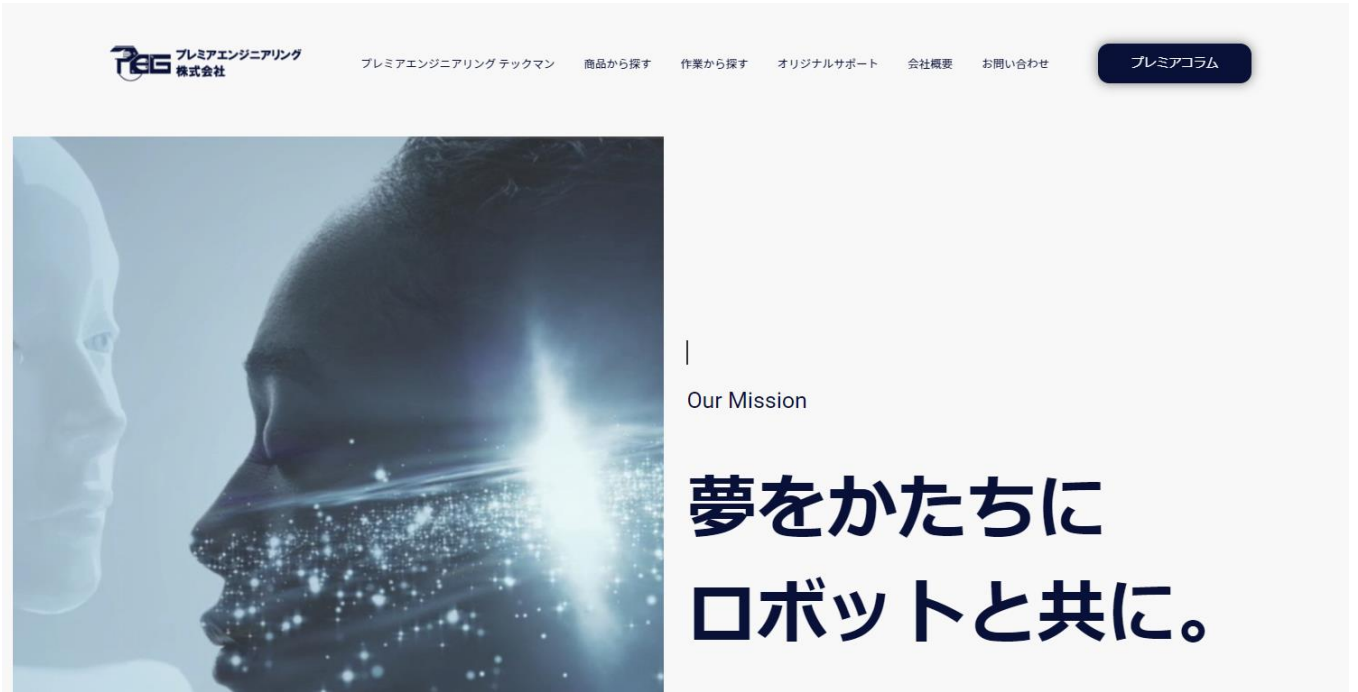 PEG
プレミアエンジニアリング
株式会社
プレミアエンジニアリング テックマン
商品から探す
作業から探す
オリジナルサポート
会社概要
お問い合わせ
プレミアコラム
Our Mission
夢をかたちに
ロボットと共に。